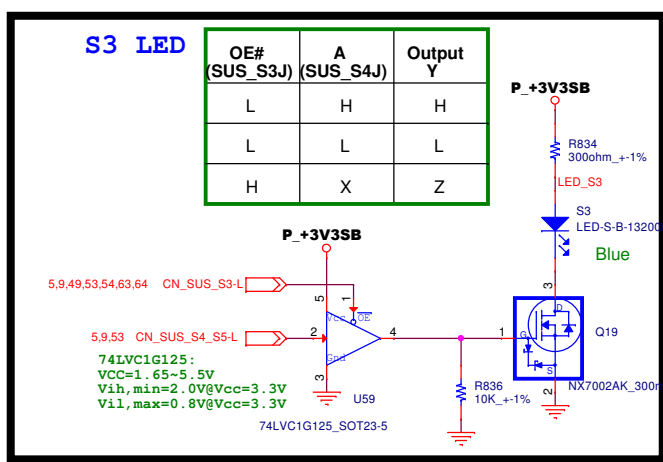 S3 LED
OE#
(SUS_S3J)
A
(SUS_S4J)
Output
Y
L
H
H
L
L
L
H
X
Z
P_+3V3SB
R834
300ohm_+-1%
LED_S3
S3
LED-S-B-13200
Blue
P_+3V3SB
5,9,49,53,54,63,64 CN_SUS_S3-L
5
1
Vcc
OE
5,9,53 CN_SUS_S4_S5-L
2
4
Gnd
3
U59
74LVC1G125_SOT23-5
74LVC1G125:
VCC=1.65~5.5V
Vih,min=2.0V@Vcc=3.3V
Vil,max=0.8V@Vcc=3.3V
R836
10K_+-1%
3
D
1
G
S
2
Q19
NX7002AK_300m